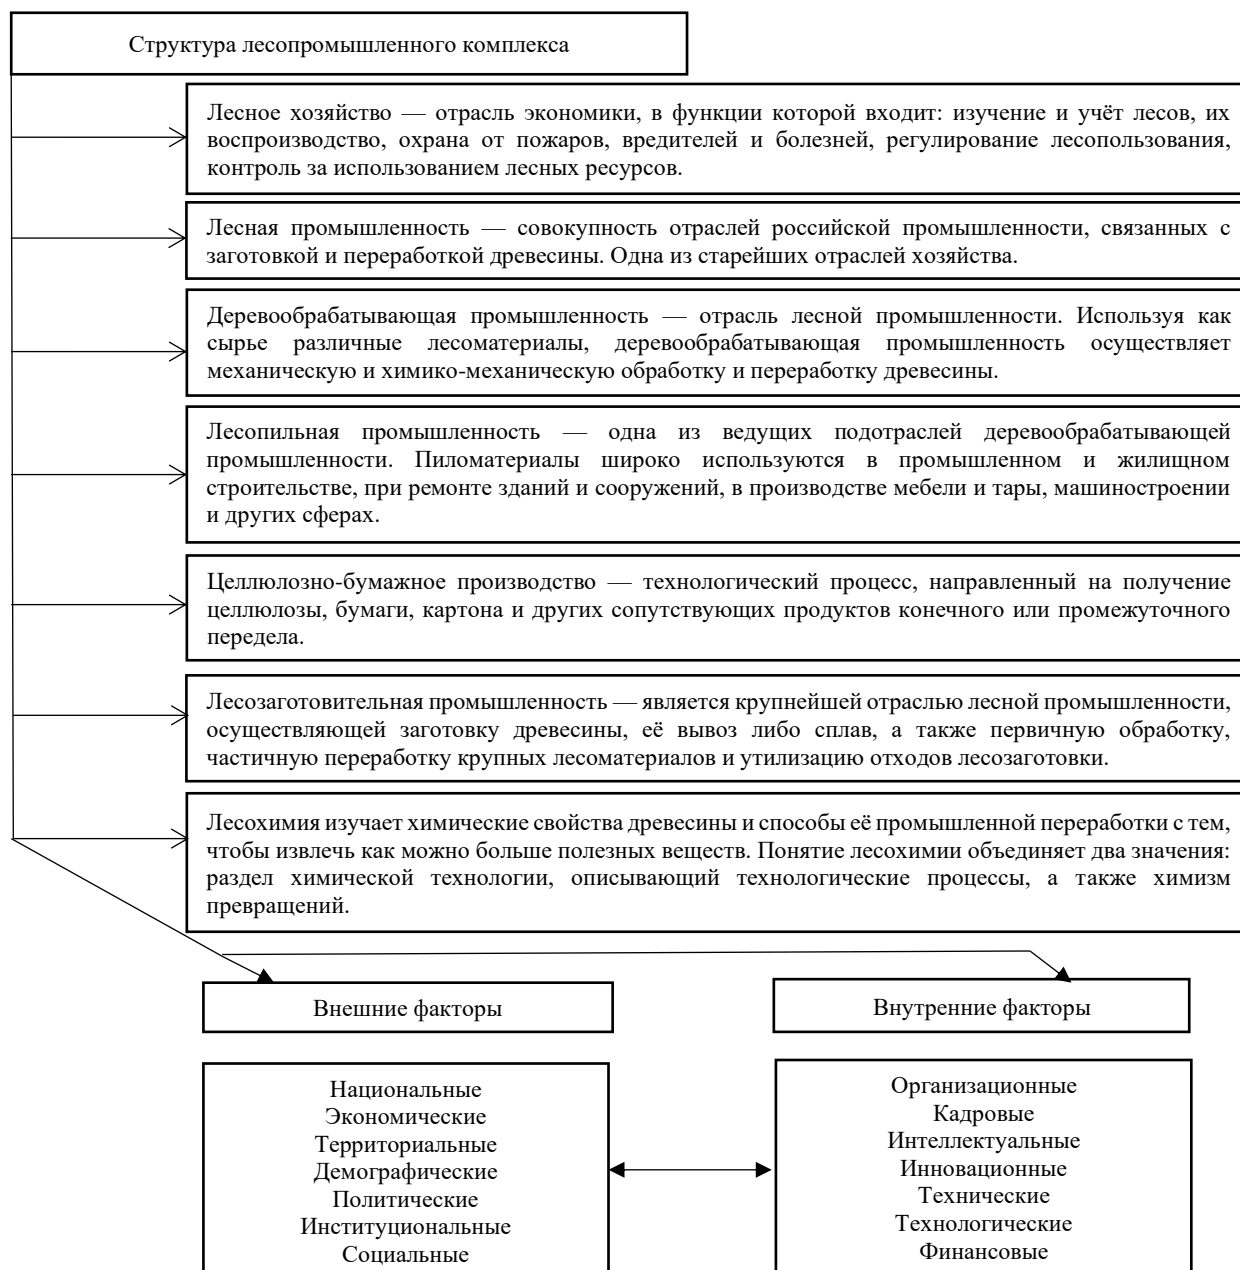 Структура лесопромышленного комплекса
Лесное хозяйство — отрасль экономики, в функции которой входит: изучение и учёт лесов, их
воспроизводство, охрана от пожаров, вредителей и болезней, регулирование лесопользования,
контроль за использованием лесных ресурсов.
Лесная промышленность — совокупность отраслей российской промышленности, связанных с
заготовкой и переработкой древесины. Одна из старейших отраслей хозяйства.
Деревообрабатывающая промышленность — отрасль лесной промышленности. Используя как
сырье различные лесоматериалы, деревообрабатывающая промышленность осуществляет
механическую и химико-механическую обработку и переработку древесины.
Лесопильная промышленность — одна из ведущих подотраслей деревообрабатывающей
промышленности. Пиломатериалы широко используются в промышленном и жилищном
строительстве, при ремонте зданий и сооружений, в производстве мебели и тары, машиностроении
и других сферах.
Целлюлозно-бумажное производство — технологический процесс, направленный на получение
целлюлозы, бумаги, картона и других сопутствующих продуктов конечного или промежуточного
передела.
Лесозаготовительная промышленность — является крупнейшей отраслью лесной промышленности,
осуществляющей заготовку древесины, её вывоз либо сплав, а также первичную обработку,
частичную переработку крупных лесоматериалов и утилизацию отходов лесозаготовки.
Лесохимия изучает химические свойства древесины и способы её промышленной переработки с тем,
чтобы извлечь как можно больше полезных веществ. Понятие лесохимии объединяет два значения:
раздел химической технологии, описывающий технологические процессы, а также химизм
превращений.
Внешние факторы
Внутренние факторы
Национальные
Экономические
Территориальные
Демографические
Политические
Институциональные
Социальные
Организационные
Кадровые
Интеллектуальные
Инновационные
Технические
Технологические
Финансовые